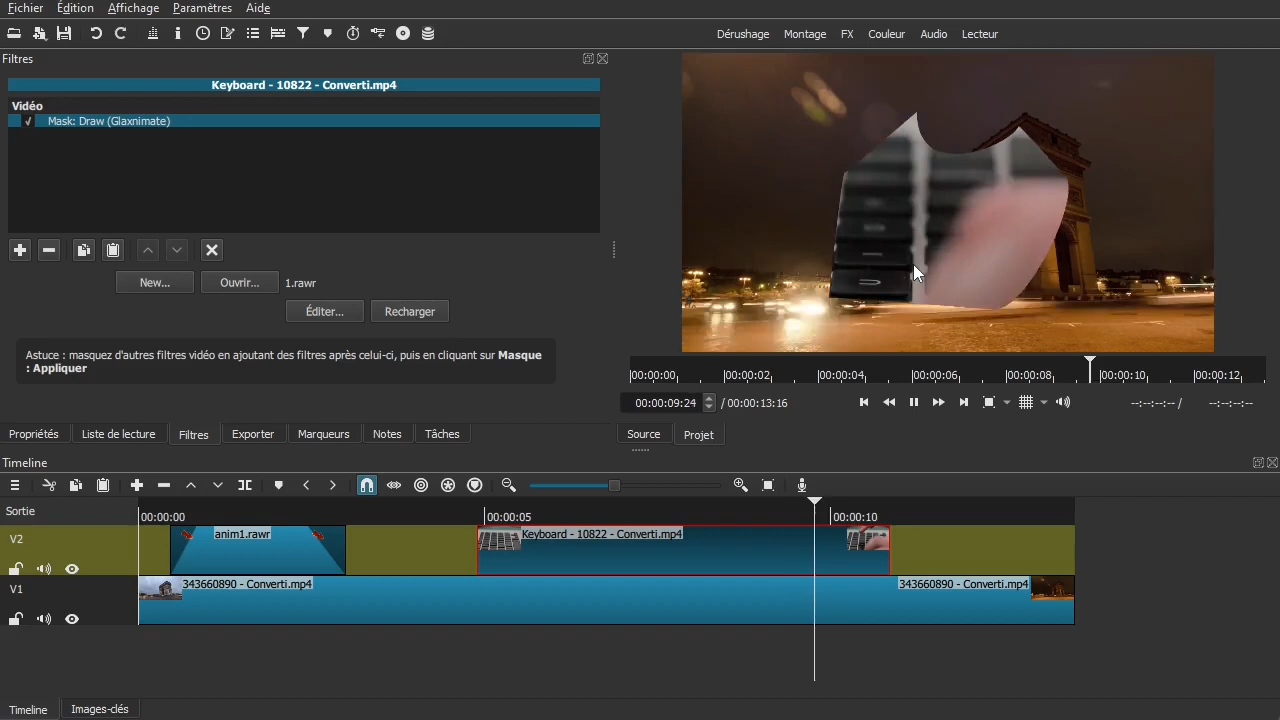 Fichier Édition Affichage Paramètres Aide
Dérushage Montage FX Couleur Audio Lecteur
Filtres
Keyboard - 10822 - Converti.mp4
Vidéo
Mask: Draw (Glaxnimate)
New... Ouvrir... 1.rawr
Éditer... Recharger
Astuce : masquez d'autres filtres vidéo en ajoutant des filtres après celui-ci, puis en cliquant sur Masque
: Appliquer
00:00:00 00:00:02 00:00:04 00:00:06 00:00:08 00:00:10 00:00:12
00:00:09:24 / 00:00:13:16 --:--:--:-- / --:--:--:--
Propriétés Liste de lecture Filtres Exporter Marqueurs Notes Tâches
Source Projet
Timeline
Sortie 00:00:00 00:00:05 00:00:10
V2 anim1.rawr Keyboard - 10822 - Converti.mp4
V1 343660890 - Converti.mp4 343660890 - Converti.mp4
Timeline Images-clés